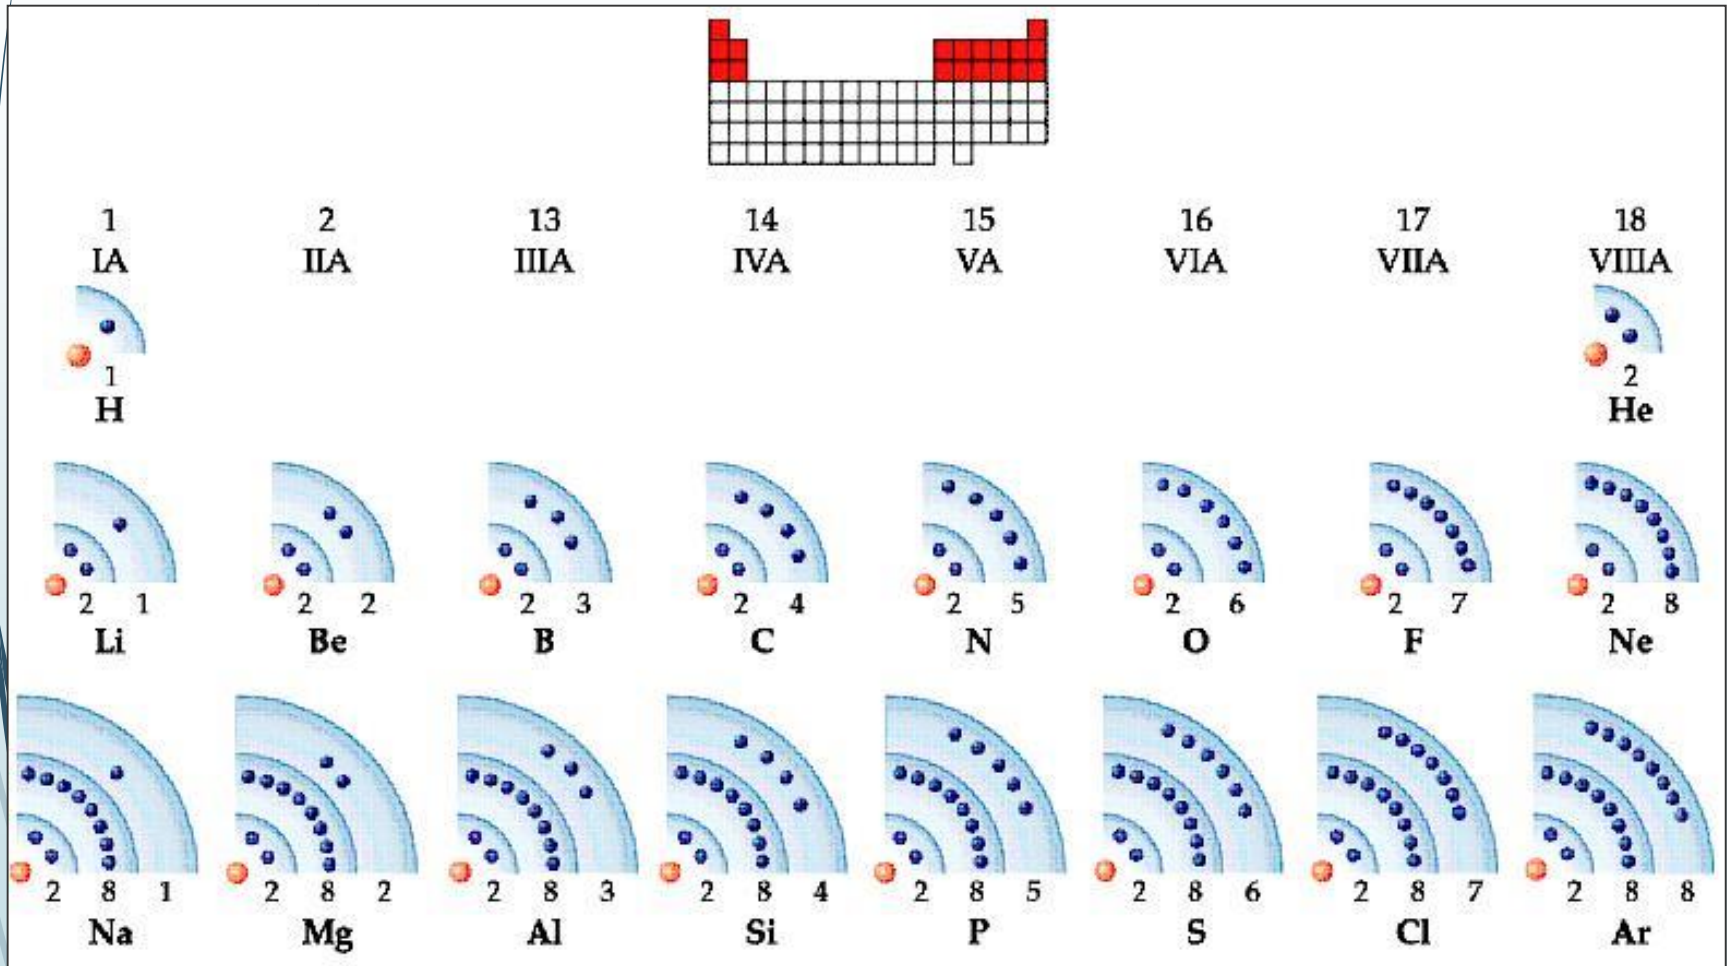 1 2 13 14 15 16 17 18
IA IIA IIIA IVA VA VIA VIIA VIIIA
1 2
H He
2 1 2 2 2 3 2 4 2 5 2 6 2 7 2 8
Li Be B C N O F Ne
2 8 1 2 8 2 2 8 3 2 8 4 2 8 5 2 8 6 2 8 7 2 8 8
Na Mg Al Si P S Cl Ar